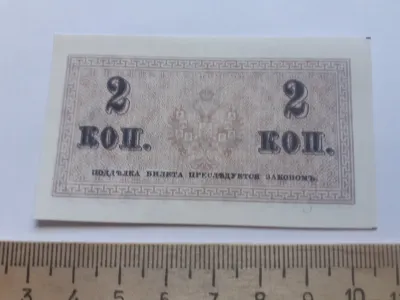 2 2
КОП. КОП.
ПОДДѢЛКА БИЛЕТА ПРЕСЛѢДУЕТСЯ ЗАКОНОМЪ.
3 4 5 6 7 8 9 10